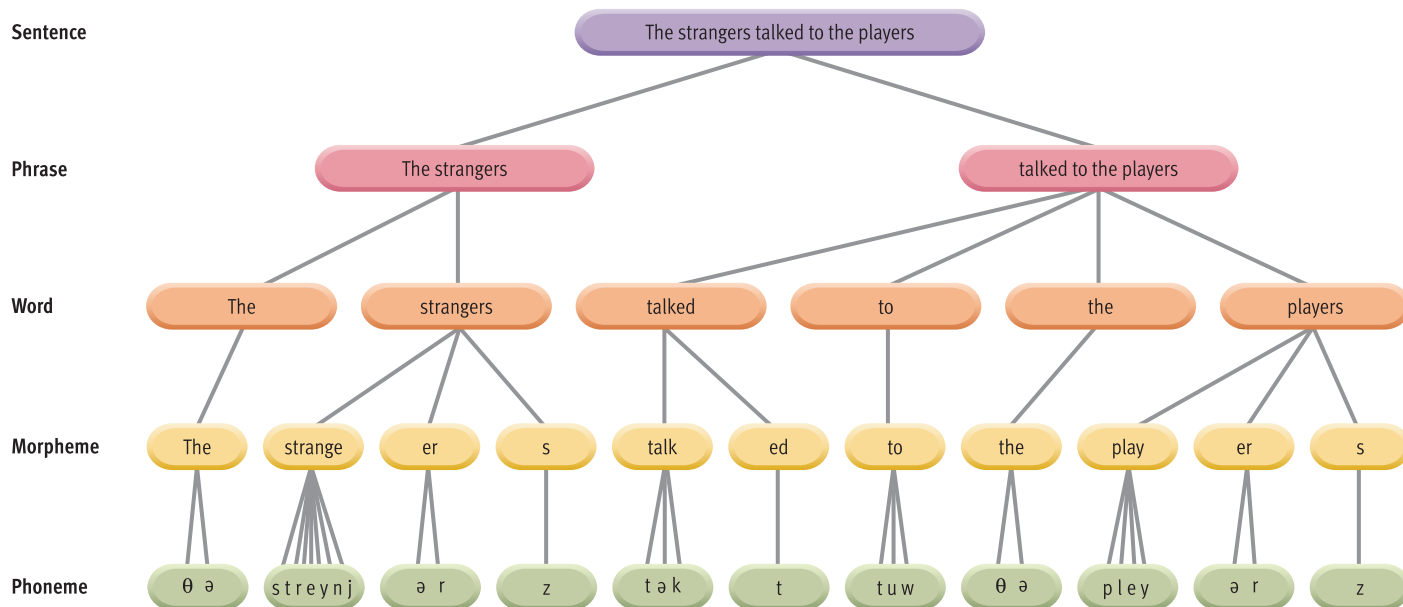 Sentence The strangers talked to the players
Phrase The strangers talked to the players
Word The strangers talked to the players
Morpheme The strange er s talk ed to the play er s
Phoneme θ ə s t r e y n j ə r z t ə k t t u w θ ə p l e y ə r z